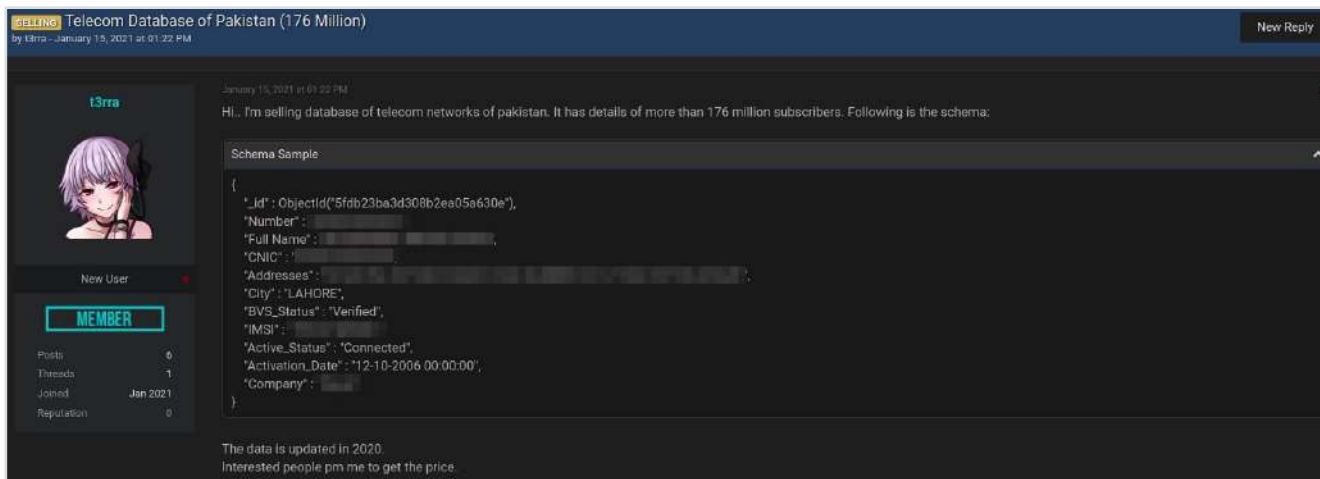 SELLING Telecom Database of Pakistan (176 Million)
by t3rra - January 15, 2021 at 01:22 PM
New Reply
t3rra
New User
MEMBER
Posts 6
Threads 1
Joined Jan 2021
Reputation 0
January 15, 2021 at 01:22 PM
Hi.. I'm selling database of telecom networks of pakistan. It has details of more than 176 million subscribers. Following is the schema:
Schema Sample
{
"_id" : ObjectId("5fdb23ba3d308b2ea05a630e"),
"Number" :
"Full Name" :
"CNIC" : "
"Addresses" : ",
"City" : "LAHORE",
"BVS_Status" : "Verified",
"IMSI" :
"Active_Status" : "Connected",
"Activation_Date" : "12-10-2006 00:00:00",
"Company" :
}
The data is updated in 2020.
Interested people pm me to get the price.